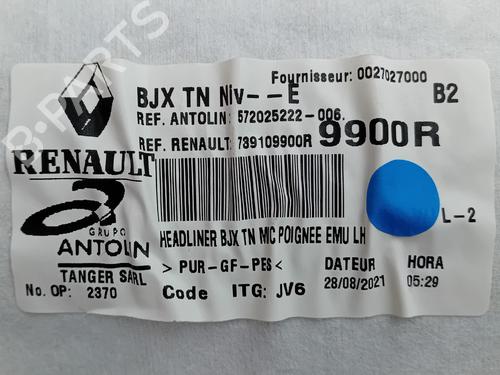 Fournisseur: 0027027000
BJX TN Niv--E B2
REF. ANTOLIN: 572025222-006.
REF. RENAULT: 739109900R 9900R
RENAULT
L-2
GRUPO
ANTOLIN
TANGER SARL
HEADLINER BJX TN MC POIGNEE EMU LH
> PUR-GF-PES < DATEUR HORA
No. OP: 2370 Code ITG: JV6 28/08/2021 05:29
B-PARTS